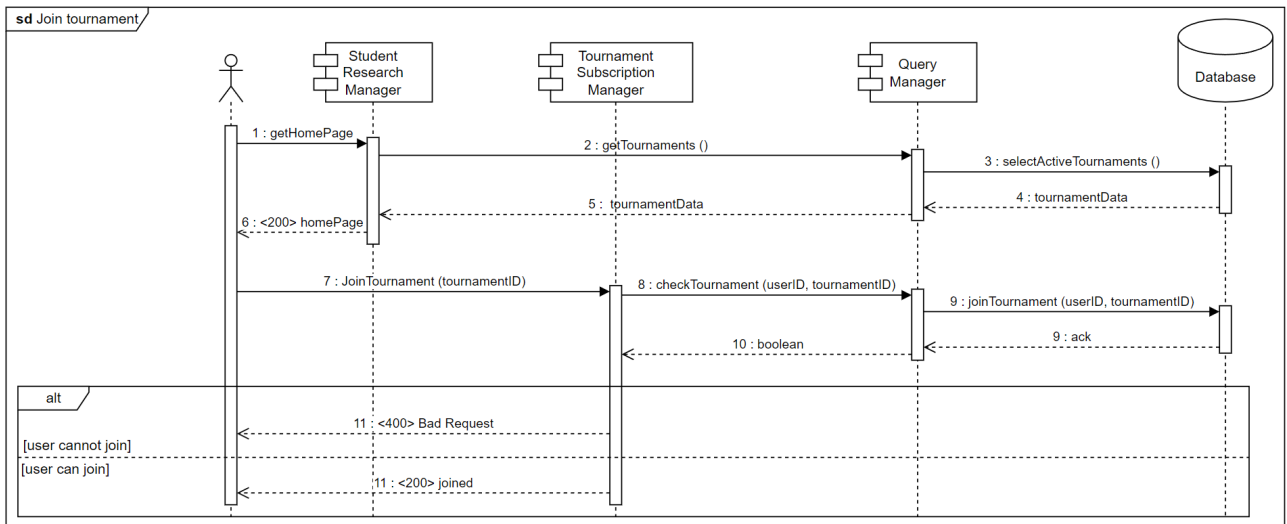 sd Join tournament
Student
Research
Manager
Tournament
Subscription
Manager
Query
Manager
Database
1 : getHomePage
2 : getTournaments ()
3 : selectActiveTournaments ()
4 : tournamentData
5 : tournamentData
6 : <200> homePage
7 : JoinTournament (tournamentID)
8 : checkTournament (userID, tournamentID)
9 : joinTournament (userID, tournamentID)
9 : ack
10 : boolean
alt
11 : <400> Bad Request
[user cannot join]
[user can join]
11 : <200> joined